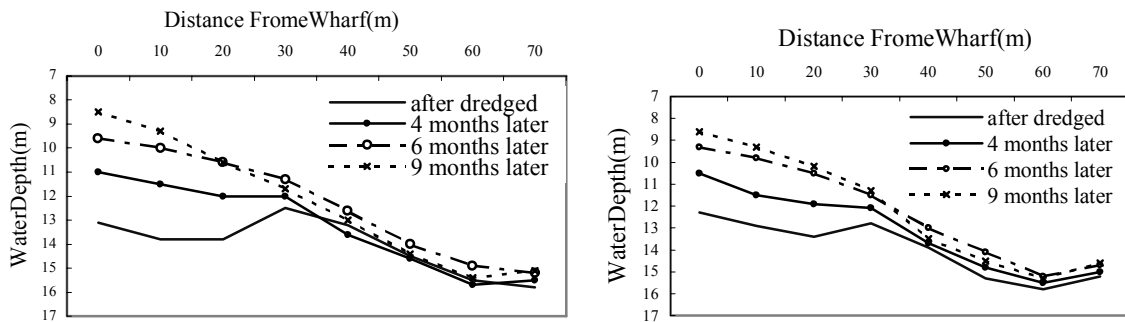 Distance FromeWharf(m)
0 10 20 30 40 50 60 70
7
8
9
10
11
12
13
14
15
16
17
WaterDepth(m)
after dredged
4 months later
6 months later
9 months later
Distance FromeWharf(m)
0 10 20 30 40 50 60 70
7
8
9
10
11
12
13
14
15
16
17
WaterDepth(m)
after dredged
4 months later
6 months later
9 months later